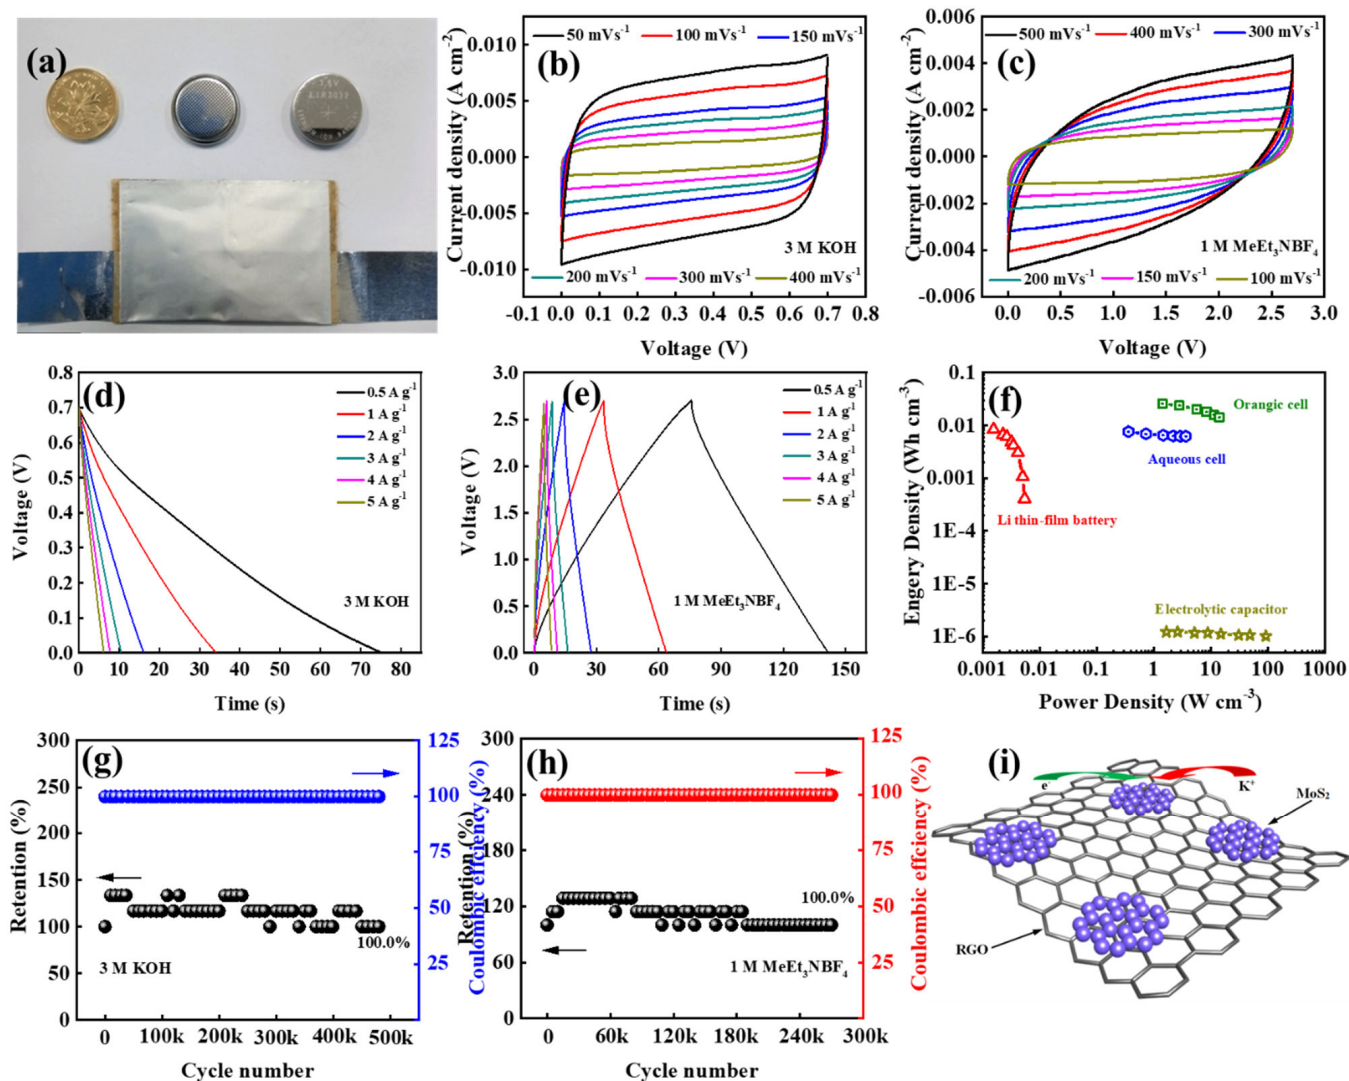 (a)
(b)
50 mVs⁻¹ 100 mVs⁻¹ 150 mVs⁻¹
200 mVs⁻¹ 300 mVs⁻¹ 400 mVs⁻¹
3 M KOH
Current density (A cm⁻²)
0.010
0.005
0.000
-0.005
-0.010
-0.1 0.0 0.1 0.2 0.3 0.4 0.5 0.6 0.7 0.8
Voltage (V)
(c)
500 mVs⁻¹ 400 mVs⁻¹ 300 mVs⁻¹
200 mVs⁻¹ 150 mVs⁻¹ 100 mVs⁻¹
1 M MeEt₃NBF₄
Current density (A cm⁻²)
0.006
0.004
0.002
0.000
-0.002
-0.004
-0.006
0.0 0.5 1.0 1.5 2.0 2.5 3.0
Voltage (V)
(d)
0.5 A g⁻¹
1 A g⁻¹
2 A g⁻¹
3 A g⁻¹
4 A g⁻¹
5 A g⁻¹
3 M KOH
Voltage (V)
0.8
0.7
0.6
0.5
0.4
0.3
0.2
0.1
0.0
0 10 20 30 40 50 60 70 80
Time (s)
(e)
0.5 A g⁻¹
1 A g⁻¹
2 A g⁻¹
3 A g⁻¹
4 A g⁻¹
5 A g⁻¹
1 M MeEt₃NBF₄
Voltage (V)
3.0
2.4
1.8
1.2
0.6
0.0
0 30 60 90 120 150
Time (s)
(f)
Orangic cell
Aqueous cell
Li thin-film battery
Electrolytic capacitor
Engery Density (Wh cm⁻³)
0.1
0.01
0.001
1E-4
1E-5
1E-6
0.001 0.01 0.1 1 10 100 1000
Power Density (W cm⁻³)
(g)
100.0%
3 M KOH
Retention (%)
300
250
200
150
100
50
0
Coulombic effciency (%)
125
100
75
50
25
0 100k 200k 300k 400k 500k
Cycle number
(h)
100.0%
1 M MeEt₃NBF₄
Retention (%)
300
240
180
120
60
0
Coulombic effciency (%)
125
100
75
50
25
0 60k 120k 180k 240k 300k
Cycle number
(i)
e⁻
K⁺
MoS₂
RGO